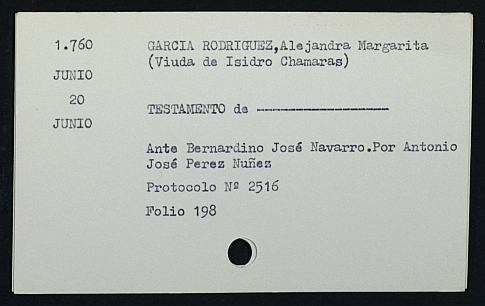 1.760
GARCIA RODRIGUEZ,Alejandra Margarita
(Viuda de Isidro Chamaras)
JUNIO
20
TESTAMENTO de -------------------
JUNIO
Ante Bernardino José Navarro.Por Antonio
José Perez Nuñez
Protocolo Nº 2516
Folio 198